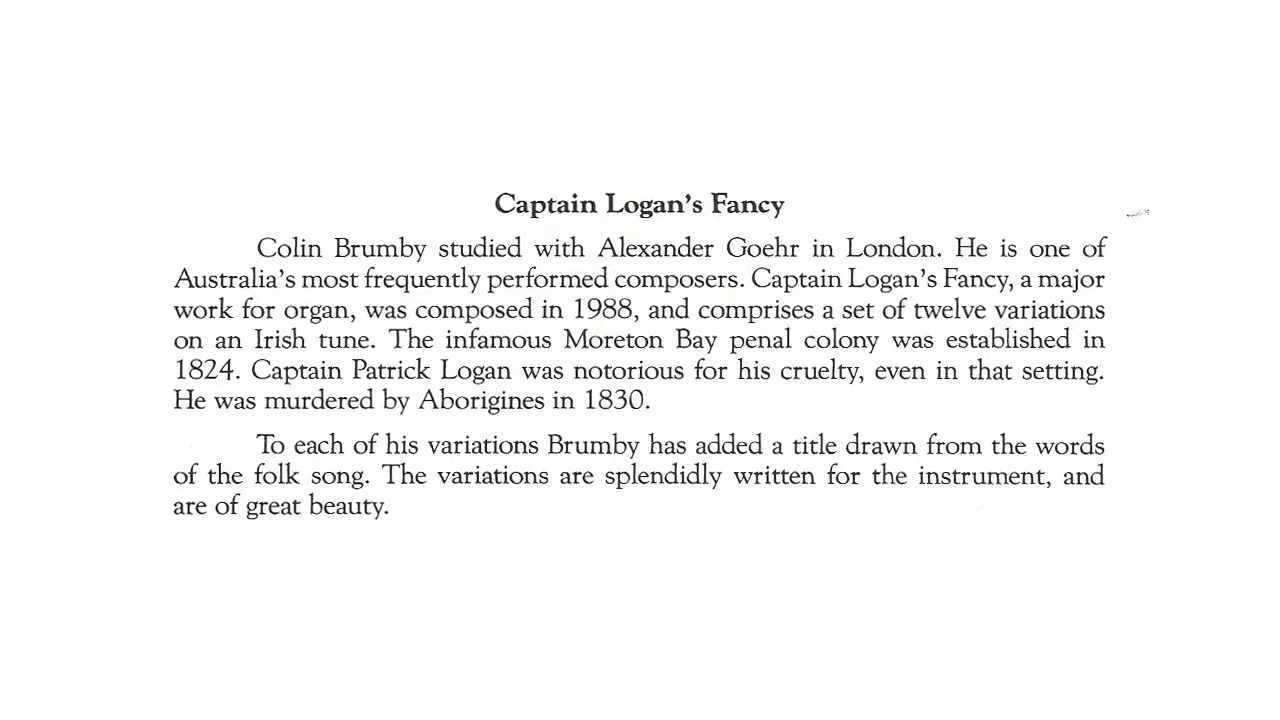 Captain Logan's Fancy
Colin Brumby studied with Alexander Goehr in London. He is one of
Australia's most frequently performed composers. Captain Logan's Fancy, a major
work for organ, was composed in 1988, and comprises a set of twelve variations
on an Irish tune. The infamous Moreton Bay penal colony was established in
1824. Captain Patrick Logan was notorious for his cruelty, even in that setting.
He was murdered by Aborigines in 1830.
To each of his variations Brumby has added a title drawn from the words
of the folk song. The variations are splendidly written for the instrument, and
are of great beauty.